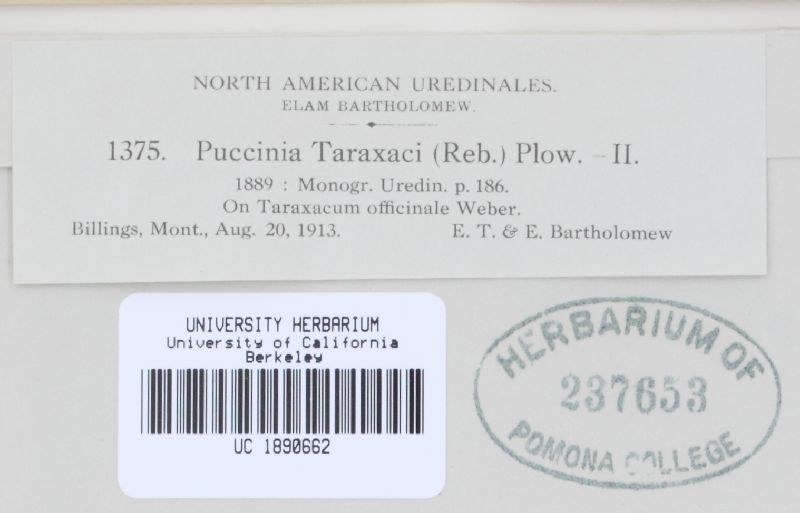 NORTH AMERICAN UREDINALES.
ELAM BARTHOLOMEW.
1375. Puccinia Taraxaci (Reb.) Plow. – II.
1889 : Monogr. Uredin. p. 186.
On Taraxacum officinale Weber.
Billings, Mont., Aug. 20, 1913. E. T. & E. Bartholomew
UNIVERSITY HERBARIUM
University of California
Berkeley
UC 1890662
HERBARIUM OF
237653
POMONA COLLEGE